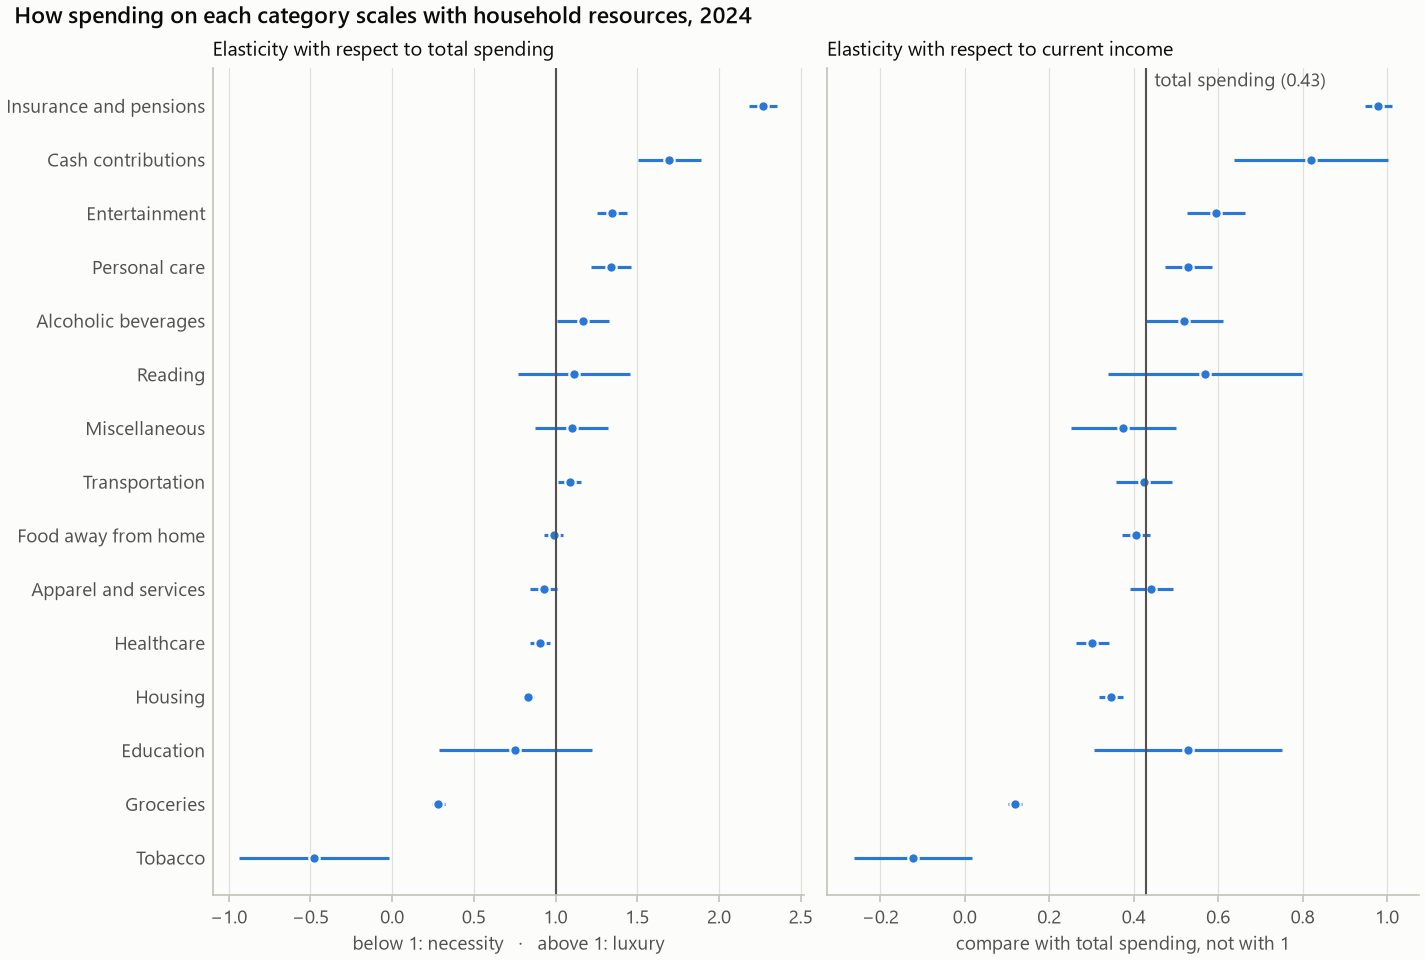 How spending on each category scales with household resources, 2024
Elasticity with respect to total spending
Elasticity with respect to current income
total spending (0.43)
Insurance and pensions
Cash contributions
Entertainment
Personal care
Alcoholic beverages
Reading
Miscellaneous
Transportation
Food away from home
Apparel and services
Healthcare
Housing
Education
Groceries
Tobacco
−1.0 −0.5 0.0 0.5 1.0 1.5 2.0 2.5
below 1: necessity · above 1: luxury
−0.2 0.0 0.2 0.4 0.6 0.8 1.0
compare with total spending, not with 1